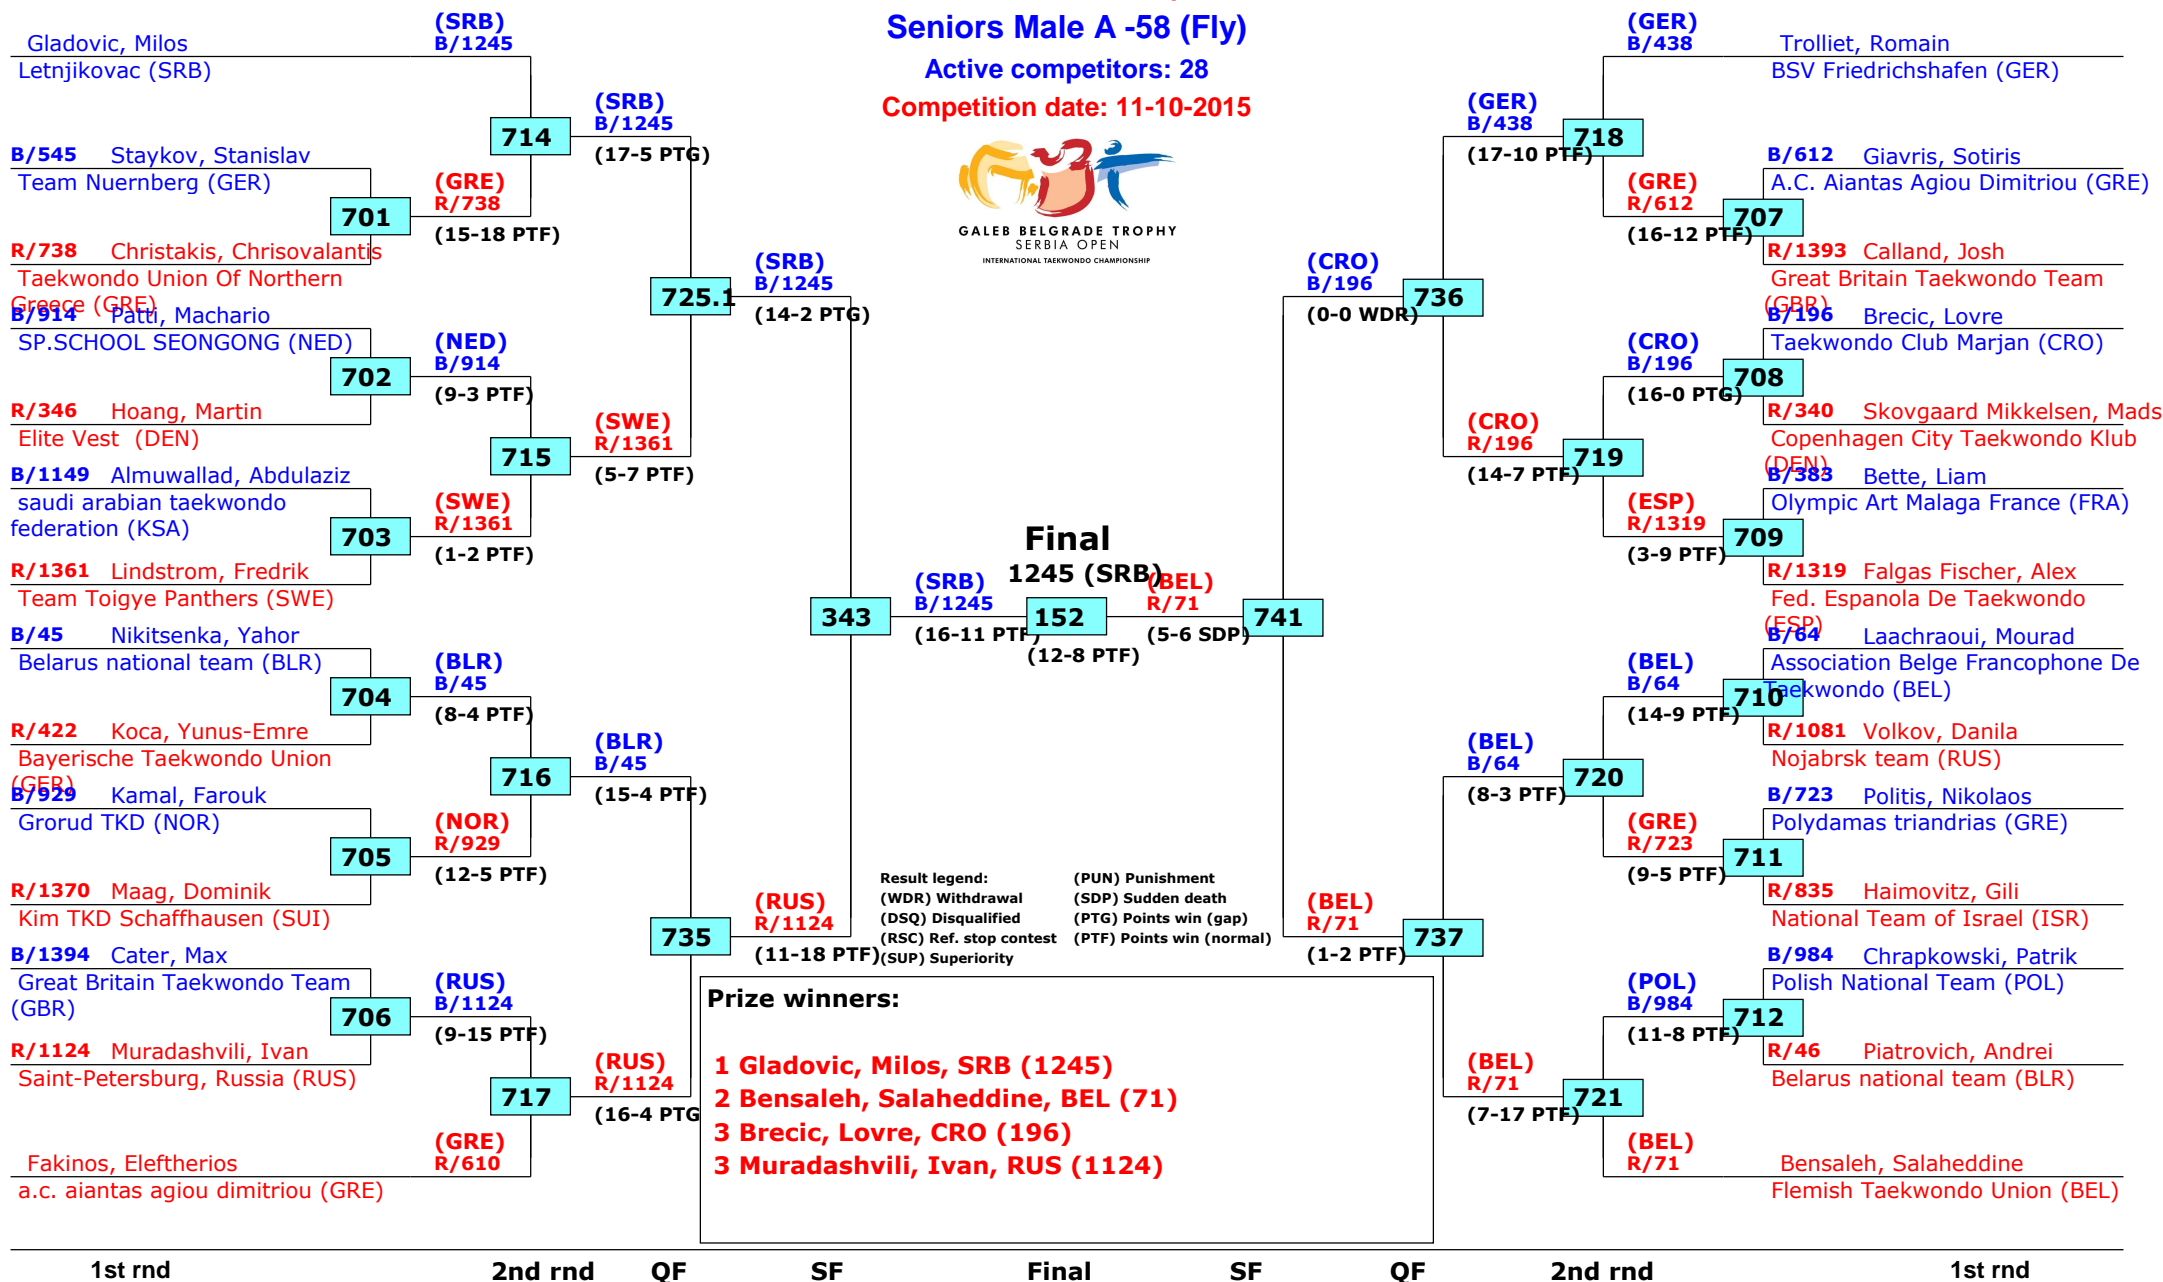 Seniors Male A -58 (Fly)
Active competitors: 28
Competition date: 11-10-2015
GALEB BELGRADE TROPHY
SERBIA OPEN
INTERNATIONAL TAEKWONDO CHAMPIONSHIP
Gladovic, Milos
Letnjikovac (SRB)
B/545 Staykov, Stanislav
Team Nuernberg (GER)
R/738 Christakis, Chrisovalantis
Taekwondo Union Of Northern
Greece (GRE)
B/914 Patti, Machario
SP.SCHOOL SEONGONG (NED)
R/346 Hoang, Martin
Elite Vest (DEN)
B/1149 Almuwallad, Abdulaziz
saudi arabian taekwondo
federation (KSA)
R/1361 Lindstrom, Fredrik
Team Toigye Panthers (SWE)
B/45 Nikitsenka, Yahor
Belarus national team (BLR)
R/422 Koca, Yunus-Emre
Bayerische Taekwondo Union
(GER)
B/929 Kamal, Farouk
Grorud TKD (NOR)
R/1370 Maag, Dominik
Kim TKD Schaffhausen (SUI)
B/1394 Cater, Max
Great Britain Taekwondo Team
(GBR)
R/1124 Muradashvili, Ivan
Saint-Petersburg, Russia (RUS)
Fakinos, Eleftherios
a.c. aiantas agiou dimitriou (GRE)
701
702
703
704
705
706
(SRB)
B/1245
(GRE)
R/738
(15-18 PTF)
(NED)
B/914
(9-3 PTF)
(SWE)
R/1361
(1-2 PTF)
(BLR)
B/45
(8-4 PTF)
(NOR)
R/929
(12-5 PTF)
(RUS)
B/1124
(9-15 PTF)
(GRE)
R/610
714
715
716
717
(SRB)
B/1245
(17-5 PTG)
(SWE)
R/1361
(5-7 PTF)
(BLR)
B/45
(15-4 PTF)
(RUS)
R/1124
(16-4 PTG
725.1
735
(SRB)
B/1245
(14-2 PTG)
(RUS)
R/1124
(11-18 PTF)
343
(SRB)
B/1245
(16-11 PTF)
Final
1245 (SRB)
152
(12-8 PTF)
(BEL)
R/71
(5-6 SDP)
741
(CRO)
B/196
(0-0 WDR)
(BEL)
R/71
(1-2 PTF)
736
737
(GER)
B/438
(17-10 PTF)
(CRO)
R/196
(14-7 PTF)
(BEL)
B/64
(8-3 PTF)
(BEL)
R/71
(7-17 PTF)
718
719
720
721
(GER)
B/438
(GRE)
R/612
(16-12 PTF)
(CRO)
B/196
(16-0 PTG)
(ESP)
R/1319
(3-9 PTF)
(BEL)
B/64
(14-9 PTF)
(GRE)
R/723
(9-5 PTF)
(POL)
B/984
(11-8 PTF)
(BEL)
R/71
707
708
709
710
711
712
Trolliet, Romain
BSV Friedrichshafen (GER)
B/612 Giavris, Sotiris
A.C. Aiantas Agiou Dimitriou (GRE)
R/1393 Calland, Josh
Great Britain Taekwondo Team
(GBR)
B/196 Brecic, Lovre
Taekwondo Club Marjan (CRO)
R/340 Skovgaard Mikkelsen, Mads
Copenhagen City Taekwondo Klub
(DEN)
B/383 Bette, Liam
Olympic Art Malaga France (FRA)
R/1319 Falgas Fischer, Alex
Fed. Espanola De Taekwondo
(ESP)
B/64 Laachraoui, Mourad
Association Belge Francophone De
Taekwondo (BEL)
R/1081 Volkov, Danila
Nojabrsk team (RUS)
B/723 Politis, Nikolaos
Polydamas triandrias (GRE)
R/835 Haimovitz, Gili
National Team of Israel (ISR)
B/984 Chrapkowski, Patrik
Polish National Team (POL)
R/46 Piatrovich, Andrei
Belarus national team (BLR)
Bensaleh, Salaheddine
Flemish Taekwondo Union (BEL)
Result legend: (PUN) Punishment
(WDR) Withdrawal (SDP) Sudden death
(DSQ) Disqualified (PTG) Points win (gap)
(RSC) Ref. stop contest (PTF) Points win (normal)
(SUP) Superiority
Prize winners:
1 Gladovic, Milos, SRB (1245)
2 Bensaleh, Salaheddine, BEL (71)
3 Brecic, Lovre, CRO (196)
3 Muradashvili, Ivan, RUS (1124)
1st rnd 2nd rnd QF SF Final SF QF 2nd rnd 1st rnd